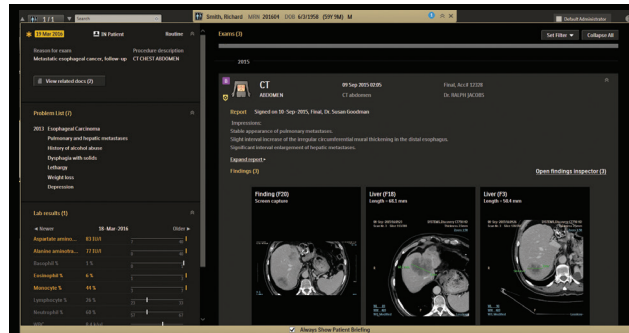 1/1
Search
Smith, Richard MRN 201604 DOB 6/3/1958 (59Y 9M) M
Default Administrator
19 Mar 2016 IN Patient Routine
Reason for exam Procedure description
Metastatic esophageal cancer, follow-up CT CHEST ABDOMEN
View related docs (2)
Problem List (7)
2013 Esophageal Carcinoma
Pulmonary and hepatic metastases
History of alcohol abuse
Dysphagia with solids
Lethargy
Weight loss
Depression
Lab results (1)
◄ Newer 18-Mar-2016 Older ►
Aspartate amino... 83 IU/l
Alanine aminotra... 77 IU/l
Basophil % 1 %
Eosinophil % 6 %
Monocyte % 44 %
Lymphocyte % 26 %
Neutrophil % 60 %
WBC
Exams (3)
Set Filter ▼ Collapse All
2015
CT 09 Sep 2015 02:05 Final, Acc# 12328
ABDOMEN CT abdomen Dr. RALPH JACOBS
Report Signed on 10-Sep-2015, Final, Dr. Susan Goodman
Impressions:
Stable appearance of pulmonary metastases.
Slight interval increase of the irregular circumferential mural thickening in the distal esophagus.
Significant interval enlargement of hepatic metastases.
Expand report
Findings (3) Open findings inspector (3)
Finding (F20)
Screen capture
Liver (F18)
Length = 68.3 mm
Liver (F3)
Length = 50.4 mm
Always Show Patient Briefing